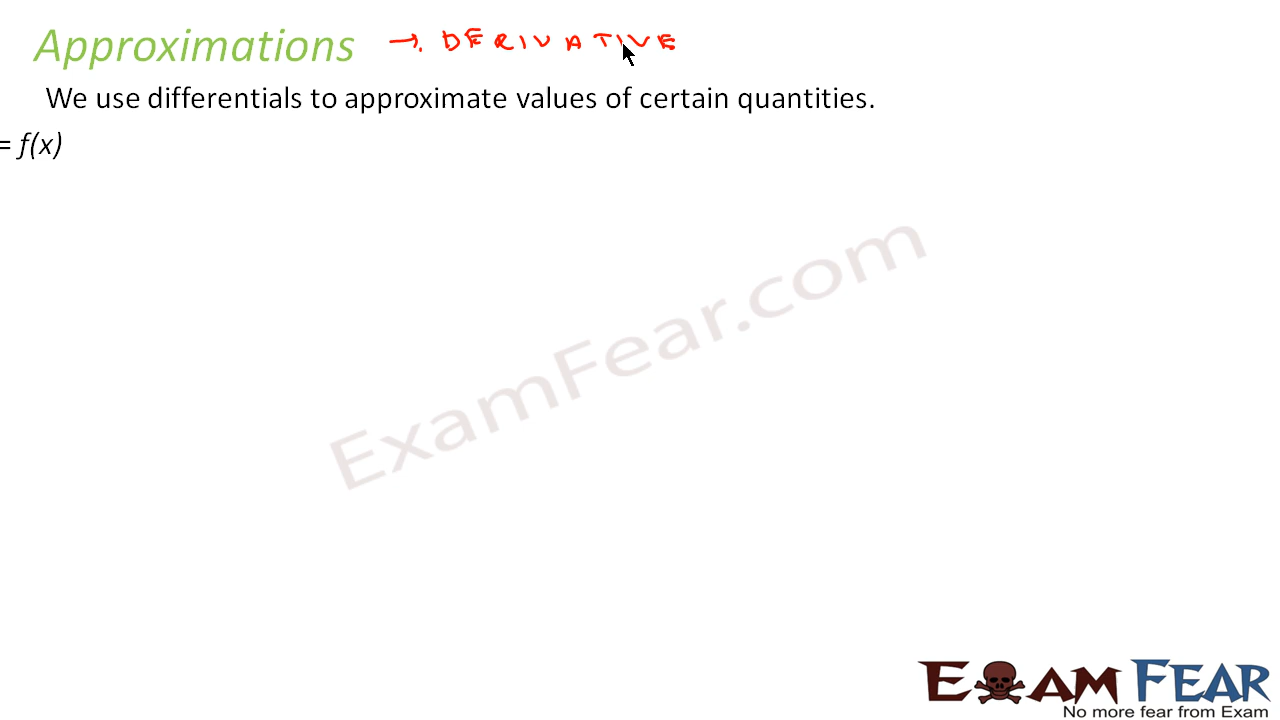 Approximations → DERIVATIVE
We use differentials to approximate values of certain quantities.
= f(x)
ExamFear.com
EXAM FEAR
No more fear from Exam